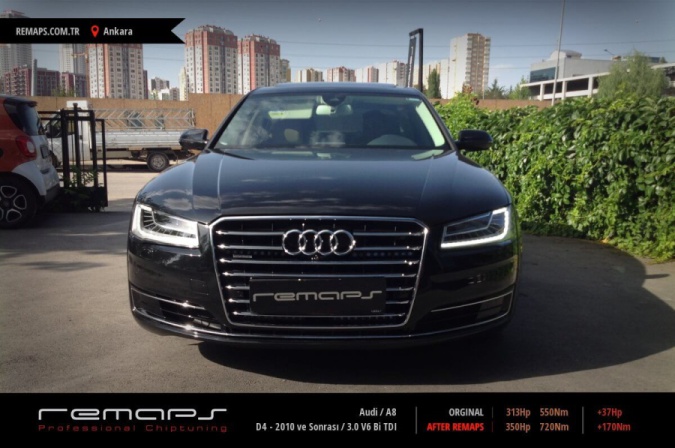 REMAPS.COM.TR Ankara
remaps
remaps
Professional Chiptuning
Audi / A8
D4 - 2010 ve Sonrası / 3.0 V6 Bi TDI
ORGINAL 313Hp 550Nm +37Hp
AFTER REMAPS 350Hp 720Nm +170Nm